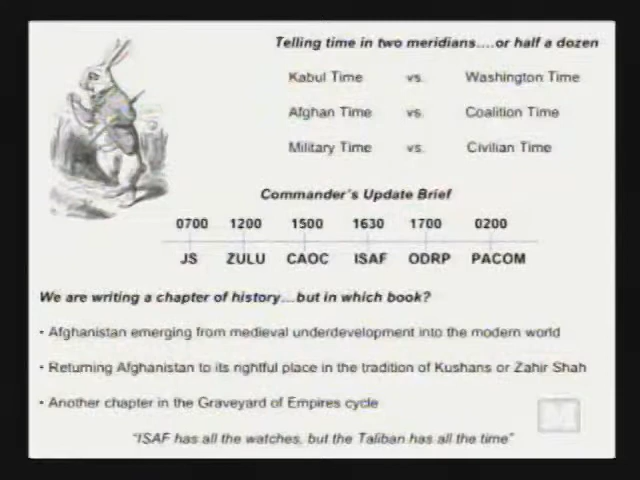 Telling time in two meridians....or half a dozen
Kabul Time vs. Washington Time
Afghan Time vs. Coalition Time
Military Time vs. Civilian Time
Commander's Update Brief
0700 1200 1500 1630 1700 0200
JS ZULU CAOC ISAF ODRP PACOM
We are writing a chapter of history...but in which book?
• Afghanistan emerging from medieval underdevelopment into the modern world
• Returning Afghanistan to its rightful place in the tradition of Kushans or Zahir Shah
• Another chapter in the Graveyard of Empires cycle
"ISAF has all the watches, but the Taliban has all the time"